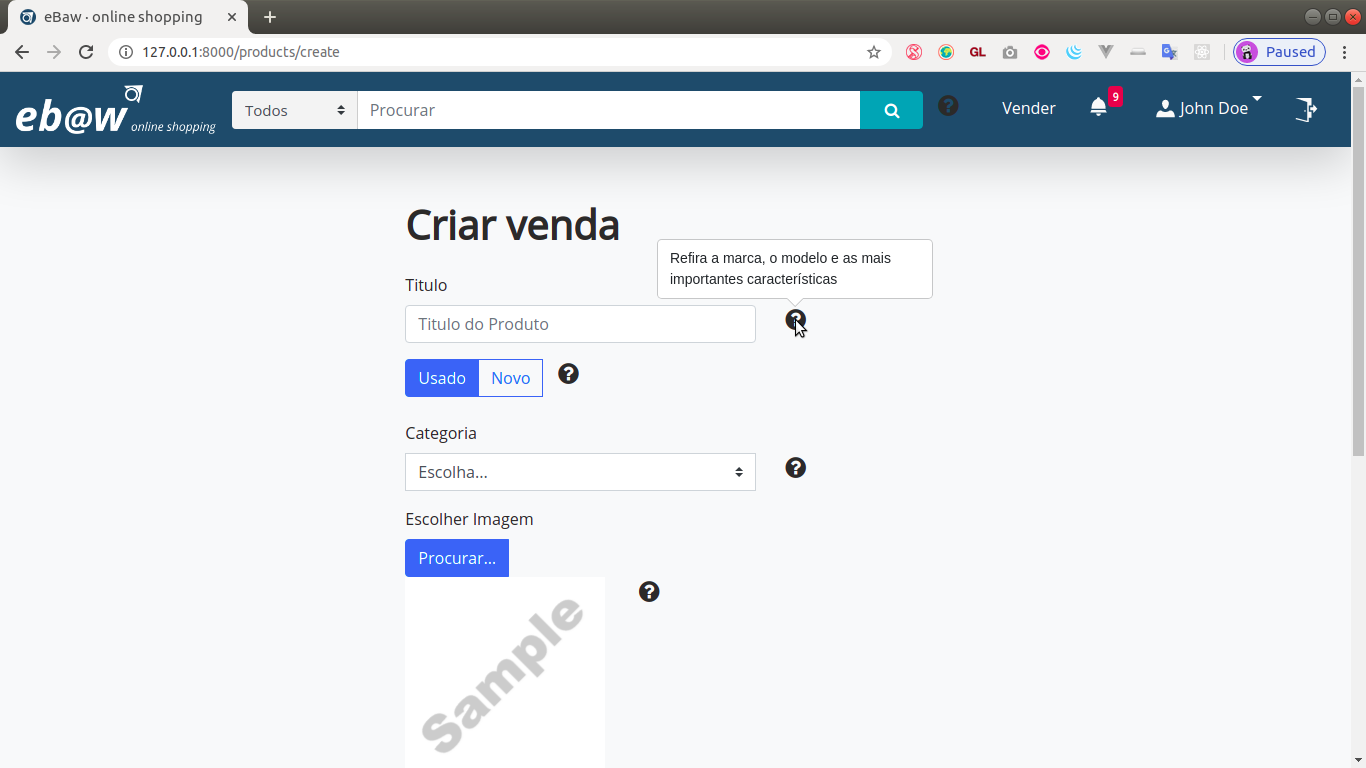 eBaw · online shopping
127.0.0.1:8000/products/create
GL
Paused
eb@w online shopping
Todos
Procurar
Vender
9
John Doe
Criar venda
Refira a marca, o modelo e as mais
importantes características
Titulo
Titulo do Produto
Usado
Novo
Categoria
Escolha...
Escolher Imagem
Procurar...
Sample